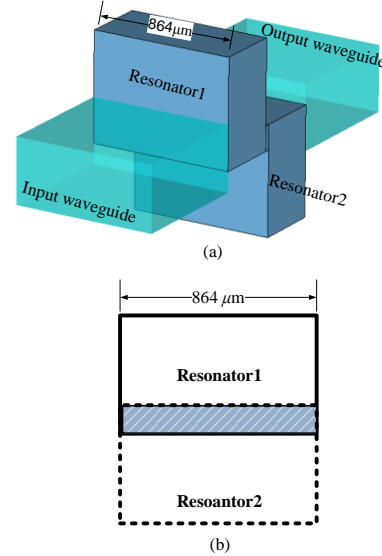 864μm
Output waveguide
Resonator1
Resonator2
Input waveguide
(a)
864 μm
Resonator1
Resoantor2
(b)